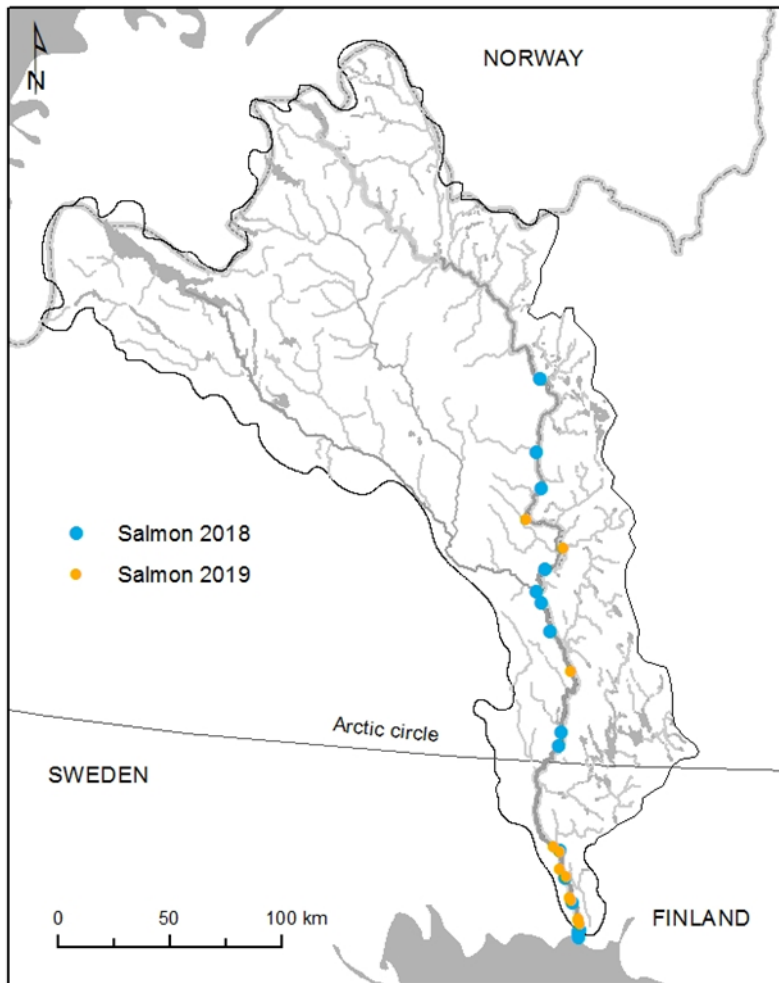 NORWAY
N
Salmon 2018
Salmon 2019
Arctic circle
SWEDEN
0 50 100 km
FINLAND